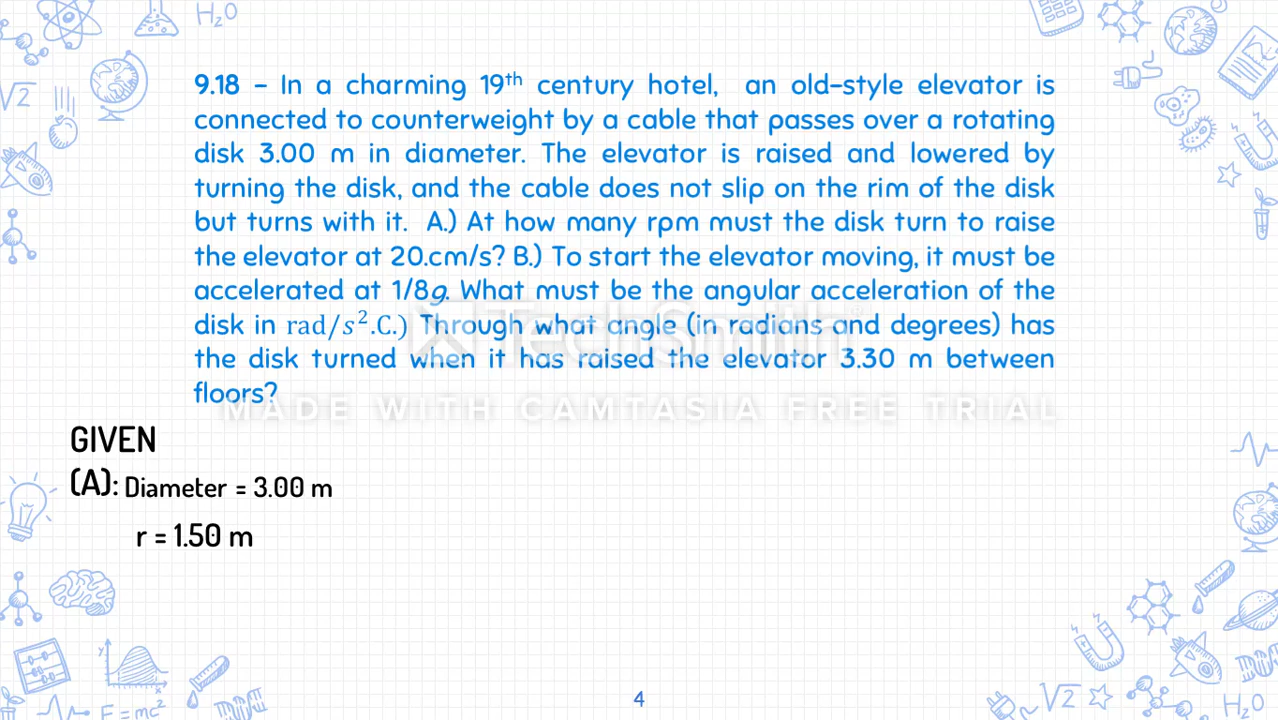 H₂O
√2
9.18 – In a charming 19ᵗʰ century hotel, an old-style elevator is
connected to counterweight by a cable that passes over a rotating
disk 3.00 m in diameter. The elevator is raised and lowered by
turning the disk, and the cable does not slip on the rim of the disk
but turns with it. A.) At how many rpm must the disk turn to raise
the elevator at 20.cm/s? B.) To start the elevator moving, it must be
accelerated at 1/8g. What must be the angular acceleration of the
disk in rad/s².C.) Through what angle (in radians and degrees) has
the disk turned when it has raised the elevator 3.30 m between
floors?
TechSmith
MADE WITH CAMTASIA FREE TRIAL
GIVEN
(A): Diameter = 3.00 m
r = 1.50 m
y
x
F=mc²
4
√2
H₂O